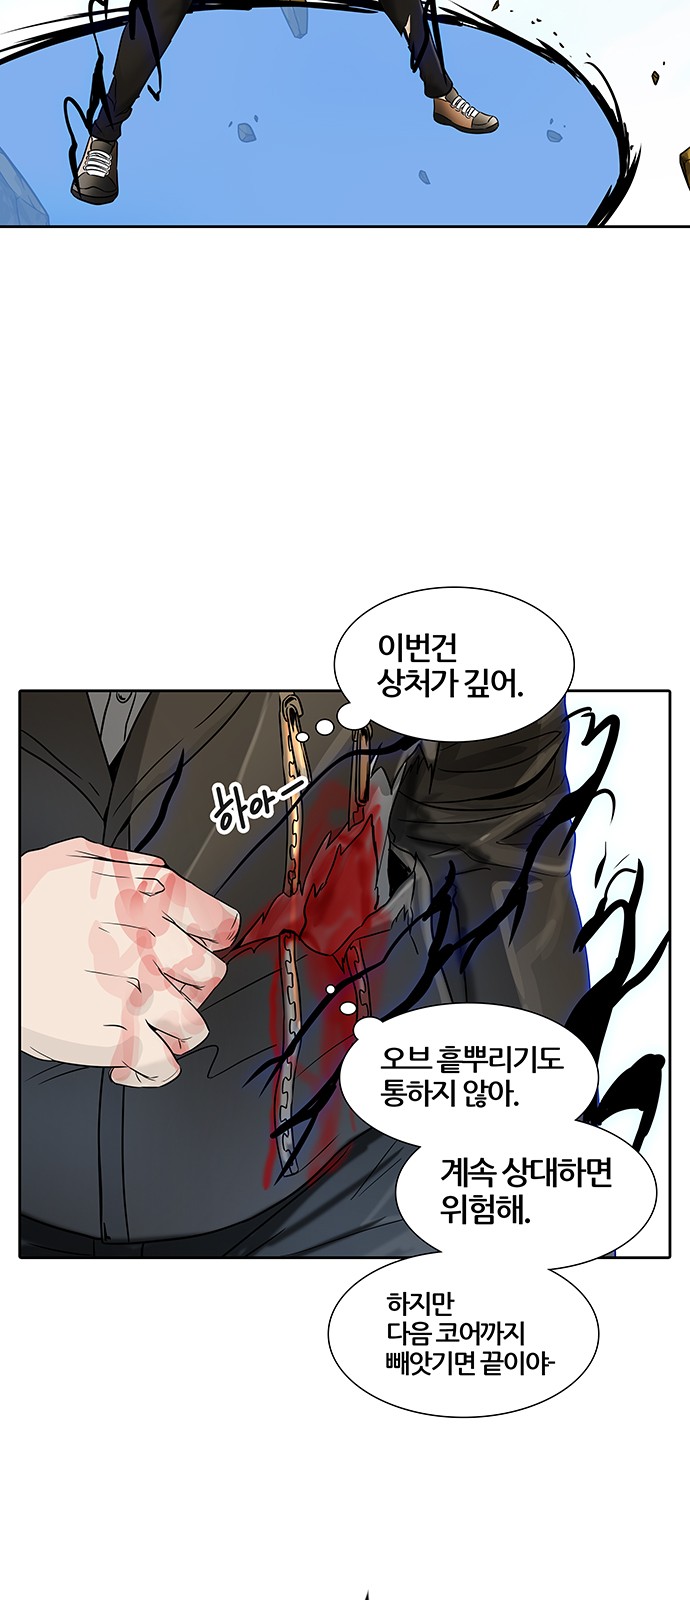 이번건
상처가 깊어.
하아-
오브 흩뿌리기도
통하지 않아.
계속 상대하면
위험해.
하지만
다음 코어까지
빼앗기면 끝이야-